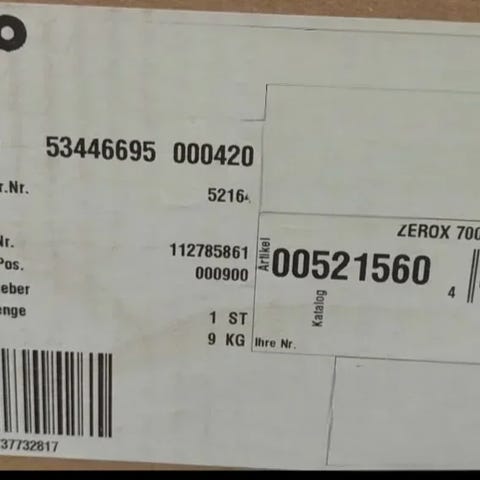 o
53446695 000420
r.Nr. 5216
Nr. 112785861
Pos. 000900
eber
enge 1 ST
9 KG
37732817
ZEROX 700
Artikel 00521560
4
Katalog
Ihre Nr.